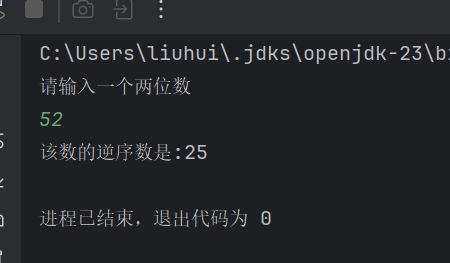 C:\Users\liuhui\.jdks\openjdk-23\b
请输入一个两位数
52
该数的逆序数是:25
进程已结束，退出代码为 0